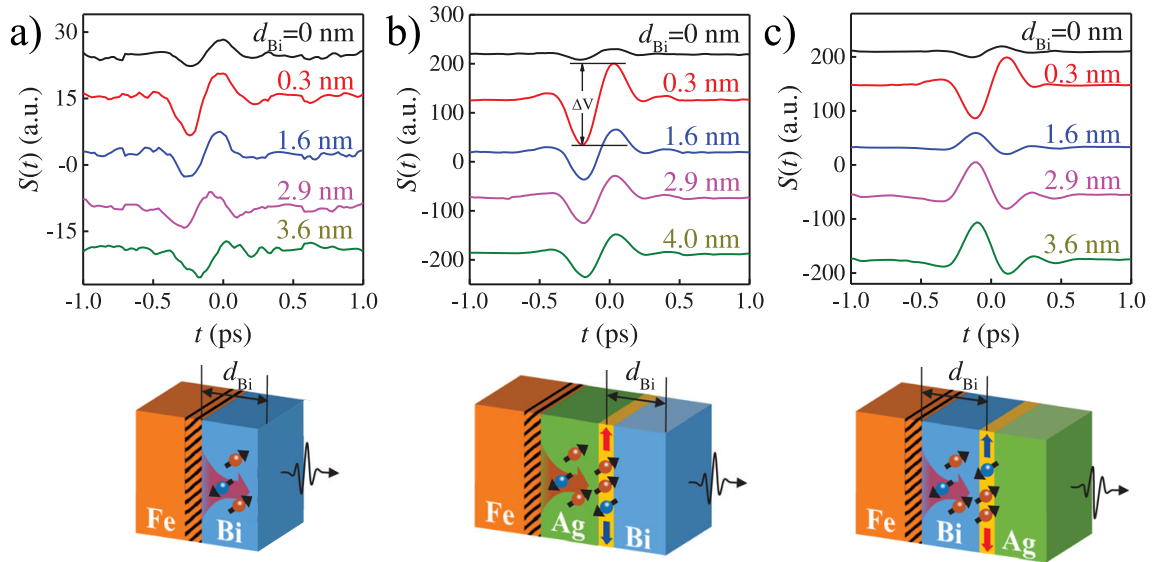 a)
30
15
-0
-15
S(t) (a.u.)
d_Bi=0 nm
0.3 nm
1.6 nm
2.9 nm
3.6 nm
-1.0 -0.5 0.0 0.5 1.0
t (ps)
b)
200
100
0
-100
-200
S(t) (a.u.)
d_Bi=0 nm
ΔV
0.3 nm
1.6 nm
2.9 nm
4.0 nm
-1.0 -0.5 0.0 0.5 1.0
t (ps)
c)
200
100
0
-100
-200
S(t) (a.u.)
d_Bi=0 nm
0.3 nm
1.6 nm
2.9 nm
3.6 nm
-1.0 -0.5 0.0 0.5 1.0
t (ps)
d_Bi
Fe Bi
d_Bi
Fe Ag Bi
d_Bi
Fe Bi Ag